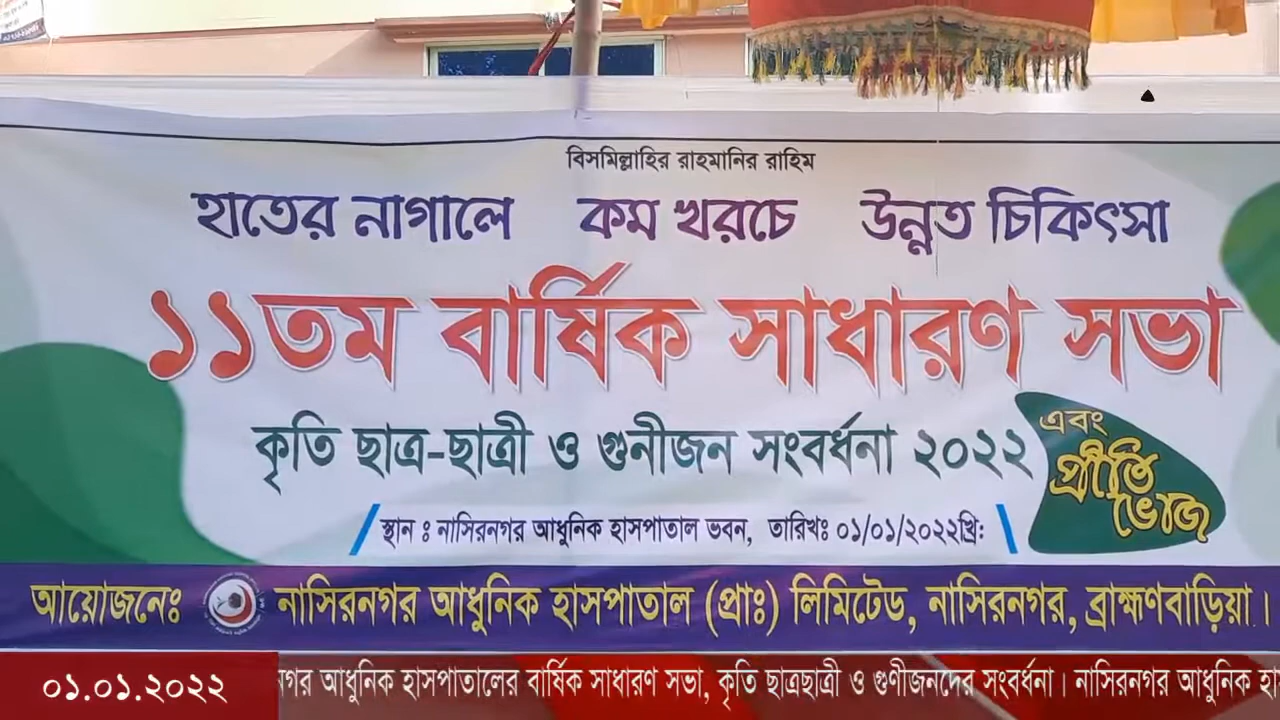 বিসমিল্লাহির রাহমানির রাহিম
হাতের নাগালে কম খরচে উন্নত চিকিৎসা
১১তম বার্ষিক সাধারণ সভা
কৃতি ছাত্র-ছাত্রী ও গুনীজন সংবর্ধনা ২০২২
এবং
প্রীতি
ভোজ
স্থান ঃ নাসিরনগর আধুনিক হাসপাতাল ভবন, তারিখঃ ০১/০১/২০২২খ্রি:
আয়োজনেঃ নাসিরনগর আধুনিক হাসপাতাল (প্রাঃ) লিমিটেড, নাসিরনগর, ব্রাহ্মণবাড়িয়া।
০১.০১.২০২২ নগর আধুনিক হাসপাতালের বার্ষিক সাধারণ সভা, কৃতি ছাত্রছাত্রী ও গুণীজনদের সংবর্ধনা। নাসিরনগর আধুনিক হা